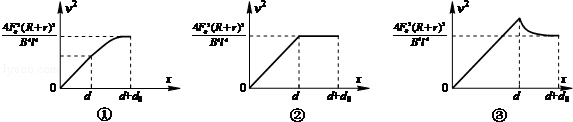 v²
4F₀²(R+r)²
B⁴l⁴
0
d
d+d₀
x
①
v²
4F₀²(R+r)²
B⁴l⁴
0
d
d+d₀
x
②
v²
4F₀²(R+r)²
B⁴l⁴
0
d
d+d₀
x
③